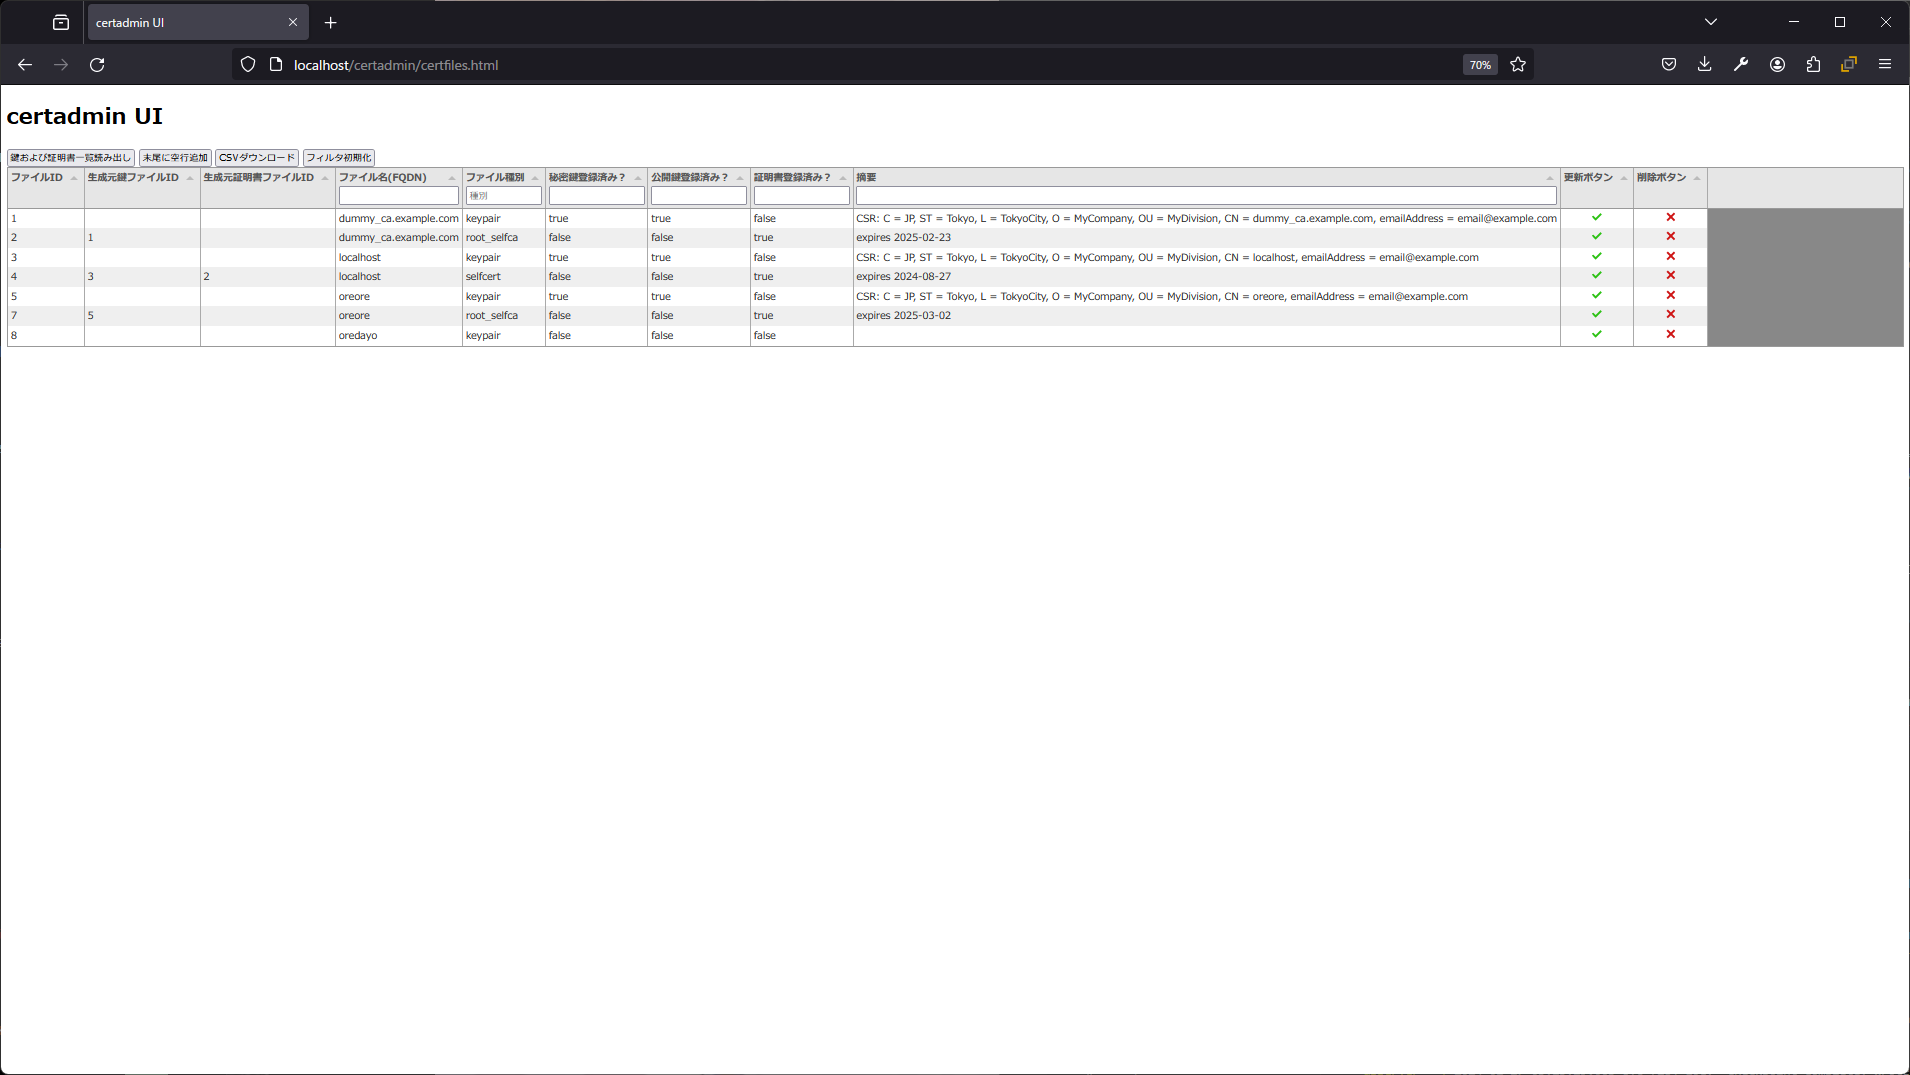 certadmin UI
localhost/certadmin/certfiles.html 70%
certadmin UI
鍵および証明書一覧読み出し 末尾に空行追加 CSVダウンロード フィルタ初期化
ファイルID 生成元鍵ファイルID 生成元証明書ファイルID ファイル名(FQDN) ファイル種別 秘密鍵登録済み？ 公開鍵登録済み？ 証明書登録済み？ 摘要 更新ボタン 削除ボタン
種別
1 dummy_ca.example.com keypair true true false CSR: C = JP, ST = Tokyo, L = TokyoCity, O = MyCompany, OU = MyDivision, CN = dummy_ca.example.com, emailAddress = email@example.com
2 1 dummy_ca.example.com root_selfca false false true expires 2025-02-23
3 localhost keypair true true false CSR: C = JP, ST = Tokyo, L = TokyoCity, O = MyCompany, OU = MyDivision, CN = localhost, emailAddress = email@example.com
4 3 2 localhost selfcert false false true expires 2024-08-27
5 oreore keypair true true false CSR: C = JP, ST = Tokyo, L = TokyoCity, O = MyCompany, OU = MyDivision, CN = oreore, emailAddress = email@example.com
7 5 oreore root_selfca false false true expires 2025-03-02
8 oredayo keypair false false false